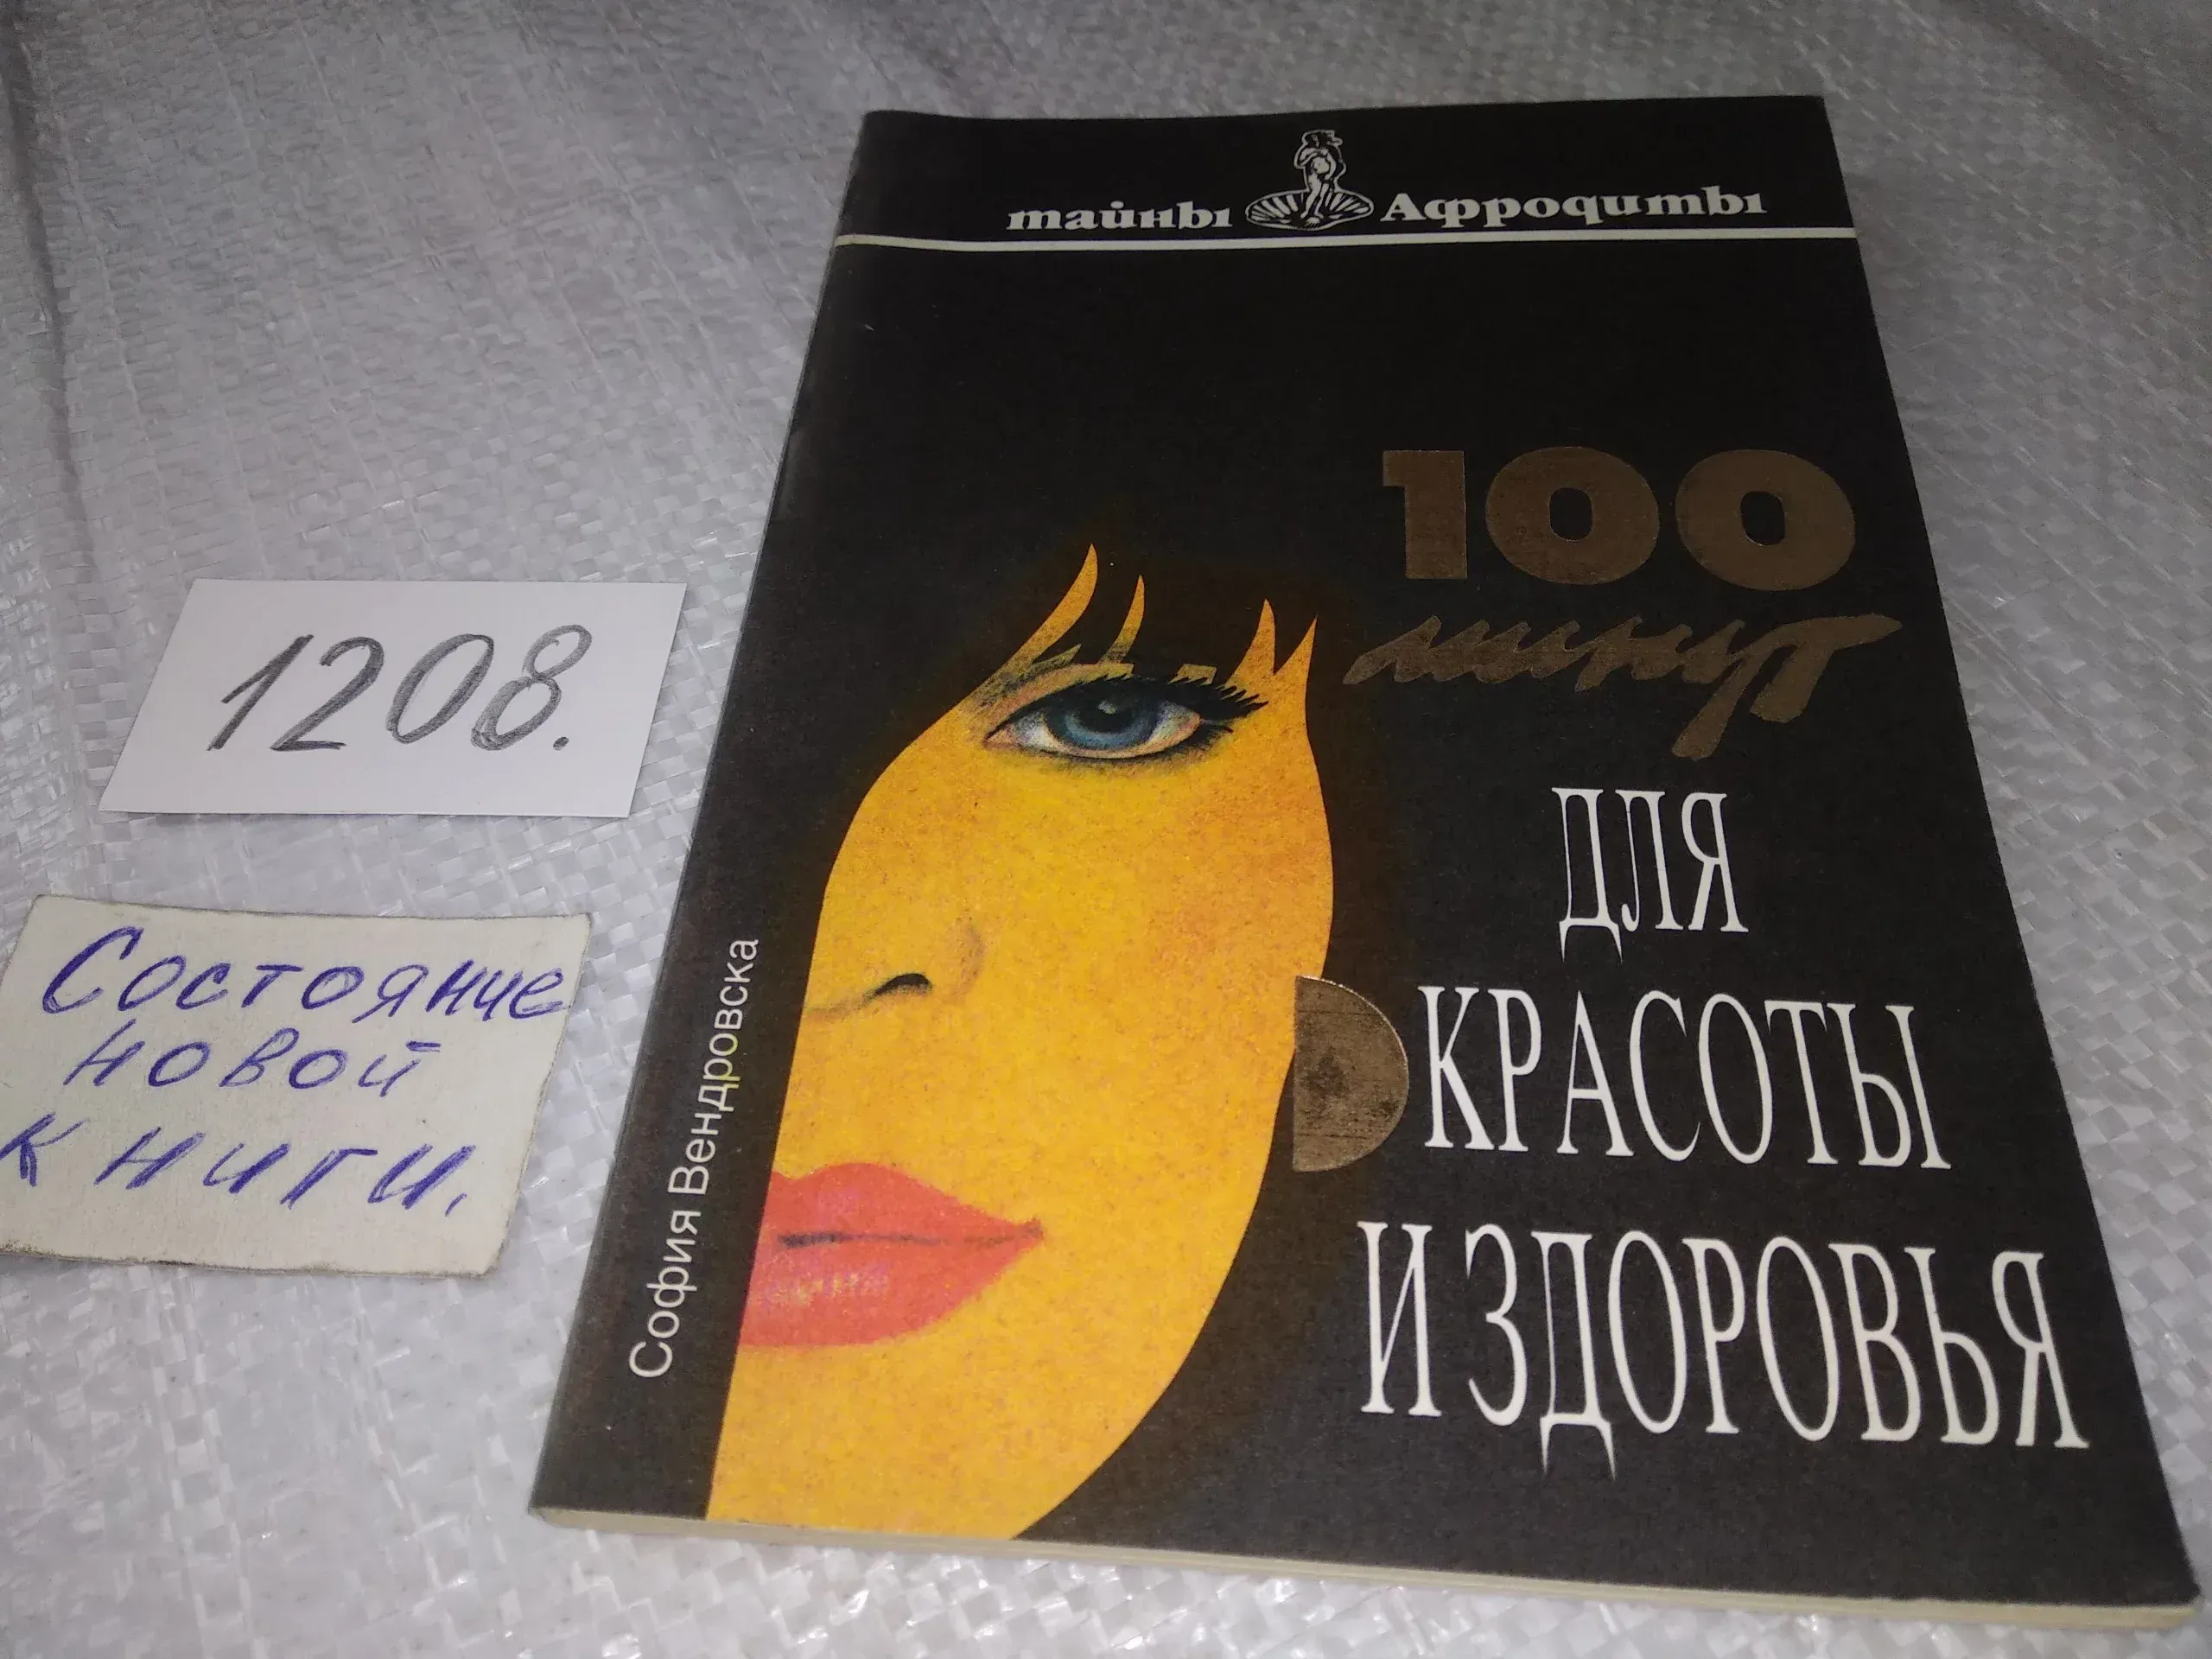 тайны Афродиты
100
минут
ДЛЯ
КРАСОТЫ
И ЗДОРОВЬЯ
София Вендровска
1208.
Состояние
новой
книги.